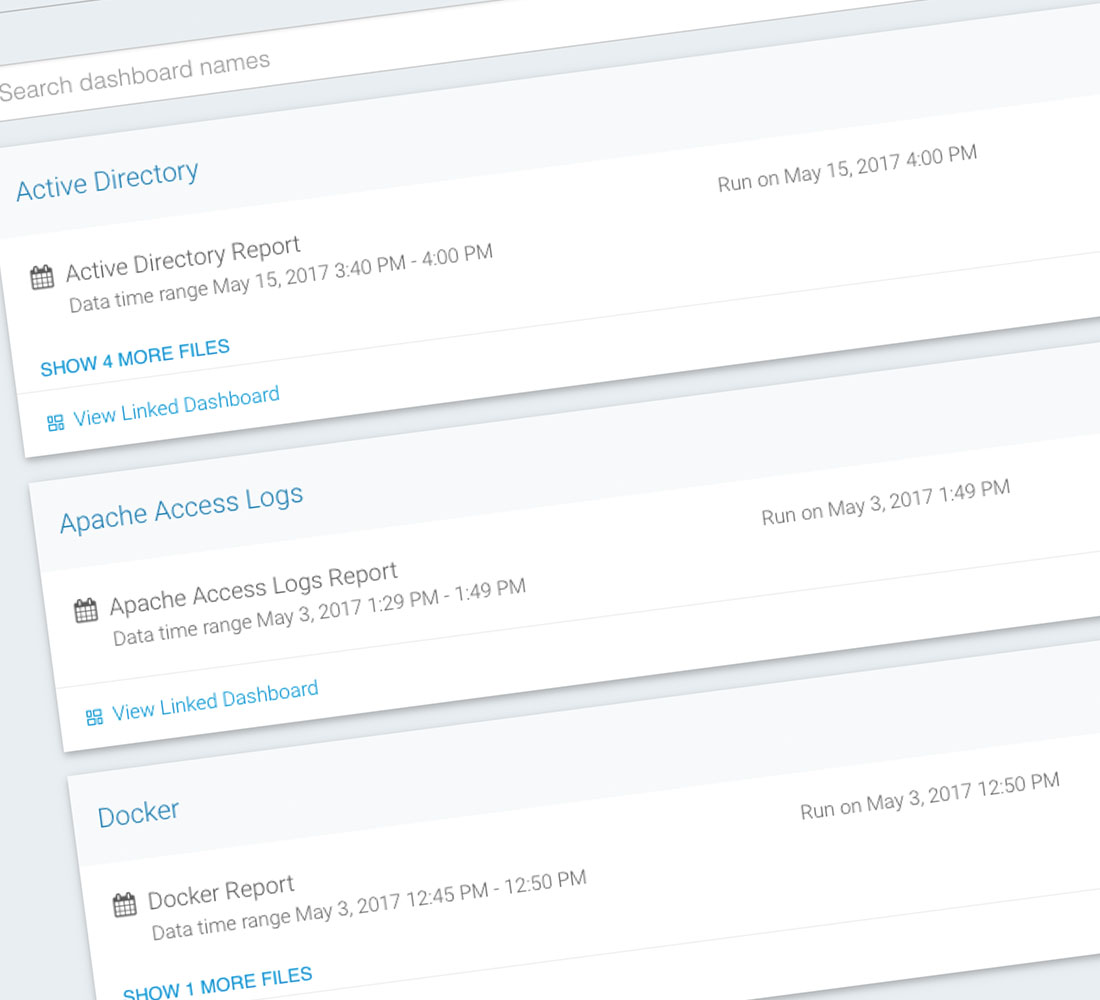 Search dashboard names
Active Directory
Run on May 15, 2017 4:00 PM
Active Directory Report
Data time range May 15, 2017 3:40 PM - 4:00 PM
SHOW 4 MORE FILES
View Linked Dashboard
Apache Access Logs
Run on May 3, 2017 1:49 PM
Apache Access Logs Report
Data time range May 3, 2017 1:29 PM - 1:49 PM
View Linked Dashboard
Docker
Run on May 3, 2017 12:50 PM
Docker Report
Data time range May 3, 2017 12:45 PM - 12:50 PM
SHOW 1 MORE FILES